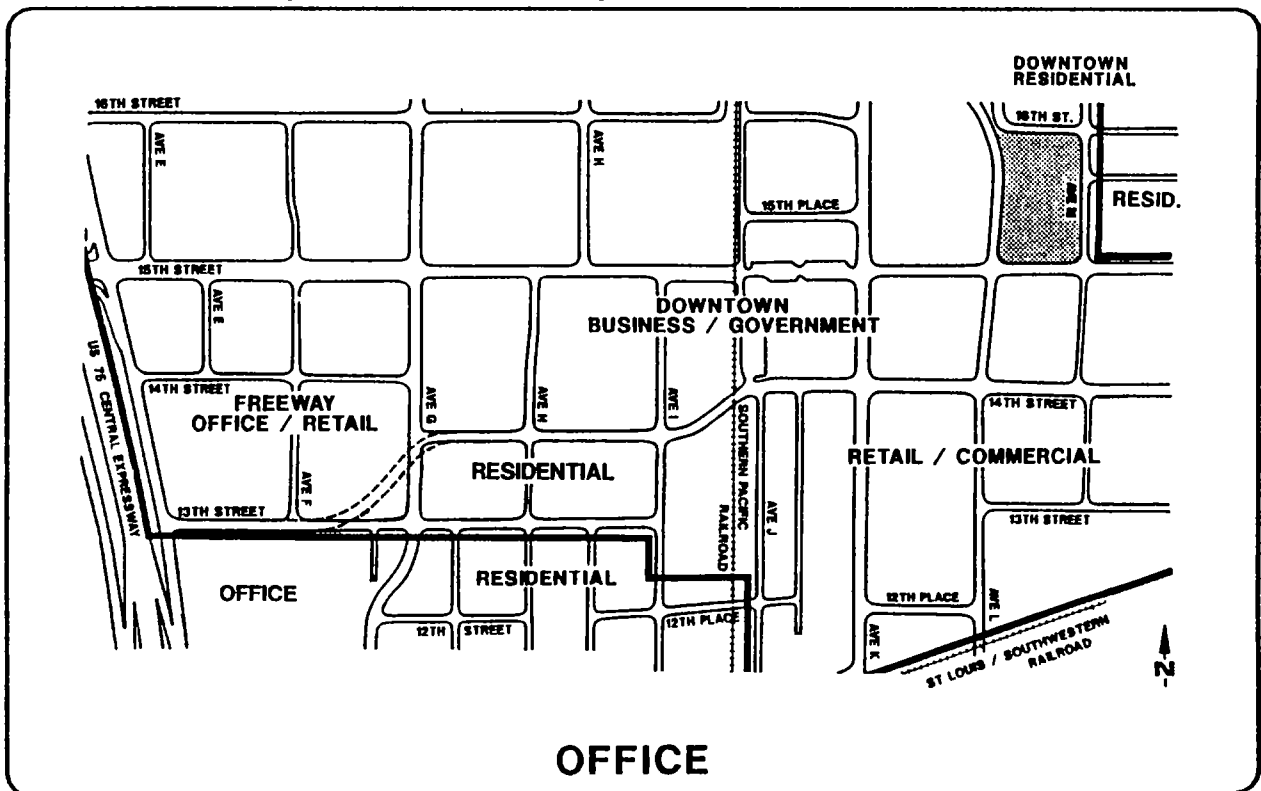 DOWNTOWN
RESIDENTIAL
16TH STREET
16TH ST.
AVE E
AVE H
AVE M
15TH PLACE
RESID.
15TH STREET
AVE E
DOWNTOWN
BUSINESS / GOVERNMENT
US 75 CENTRAL EXPRESSWAY
14TH STREET
FREEWAY
OFFICE / RETAIL
AVE G
AVE H
AVE I
14TH STREET
SOUTHERN PACIFIC
RAILROAD
RESIDENTIAL
RETAIL / COMMERCIAL
AVE F
AVE J
13TH STREET
13TH STREET
OFFICE
RESIDENTIAL
12TH STREET
12TH PLACE
12TH PLACE
AVE K
AVE L
ST LOUIS / SOUTHWESTERN
RAILROAD
N
OFFICE